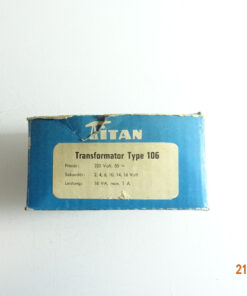 TITAN
Transformator Type 106
Primär: 220 Volt, 50 ~
Sekundär: 2, 4, 6, 10, 14, 16 Volt
Leistung: 16 VA, max. 1 A
21